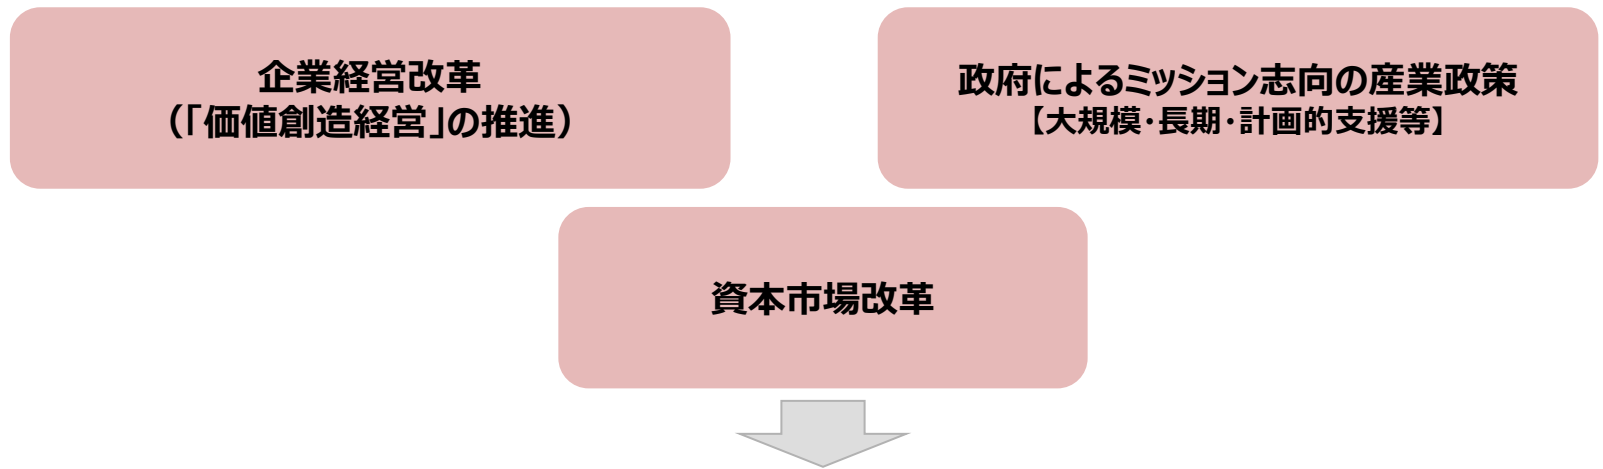 企業経営改革
（「価値創造経営」の推進）
政府によるミッション志向の産業政策
【大規模・長期・計画的支援等】
資本市場改革